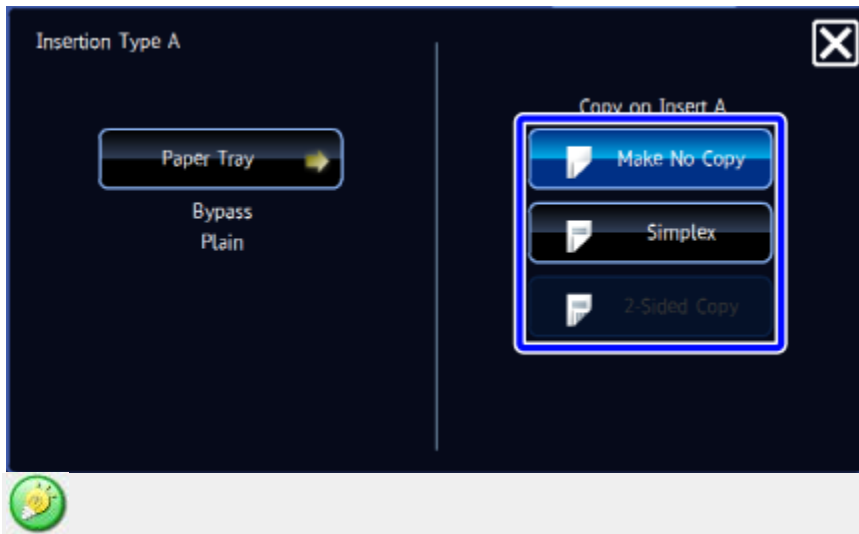 Insertion Type A
Paper Tray
Bypass
Plain
Copy on Insert A
Make No Copy
Simplex
2-Sided Copy